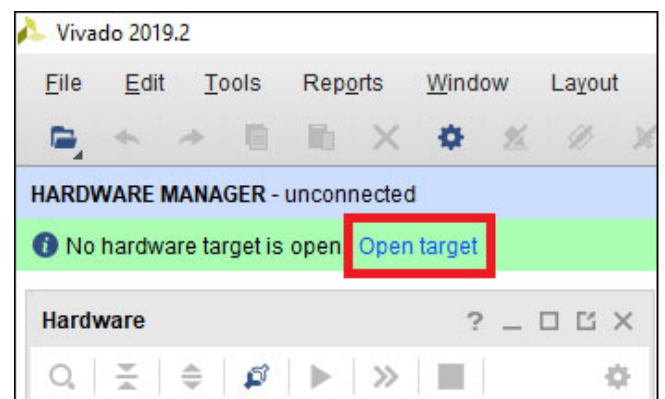 Vivado 2019.2
File Edit Tools Reports Window Layout
HARDWARE MANAGER - unconnected
No hardware target is open Open target
Hardware